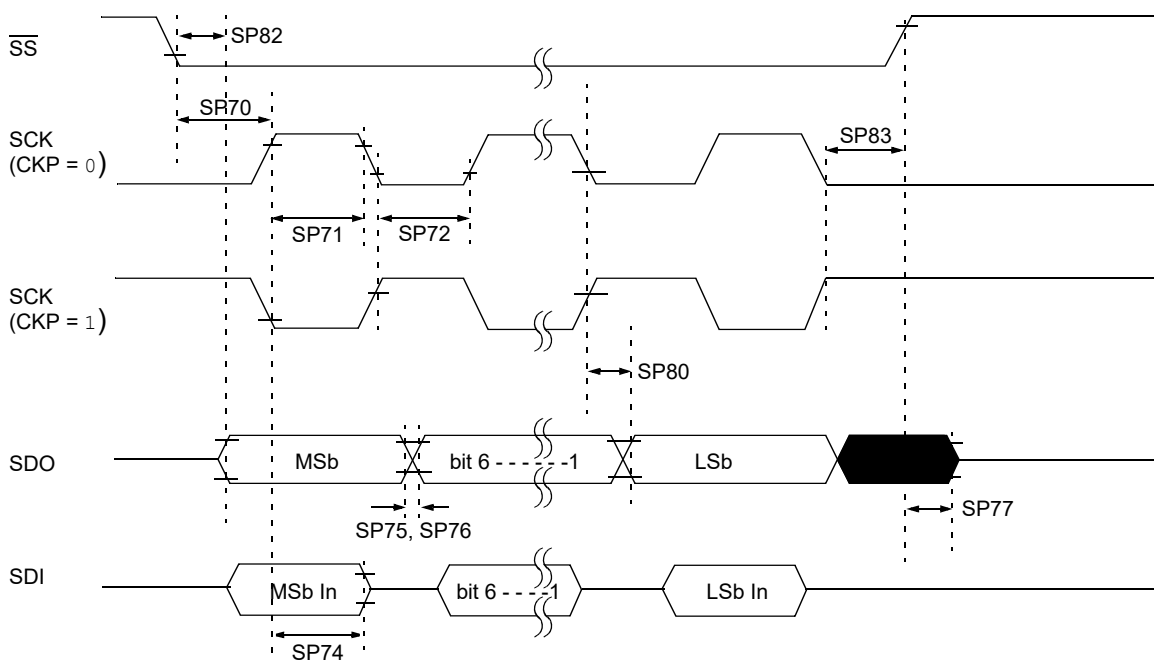 SS
SP82
SP70
SCK
(CKP = 0)
SP83
SP71
SP72
SCK
(CKP = 1)
SP80
SDO
MSb
bit 6 - - - - - -1
LSb
SP75, SP76
SP77
SDI
MSb In
bit 6 - - - - -1
LSb In
SP74